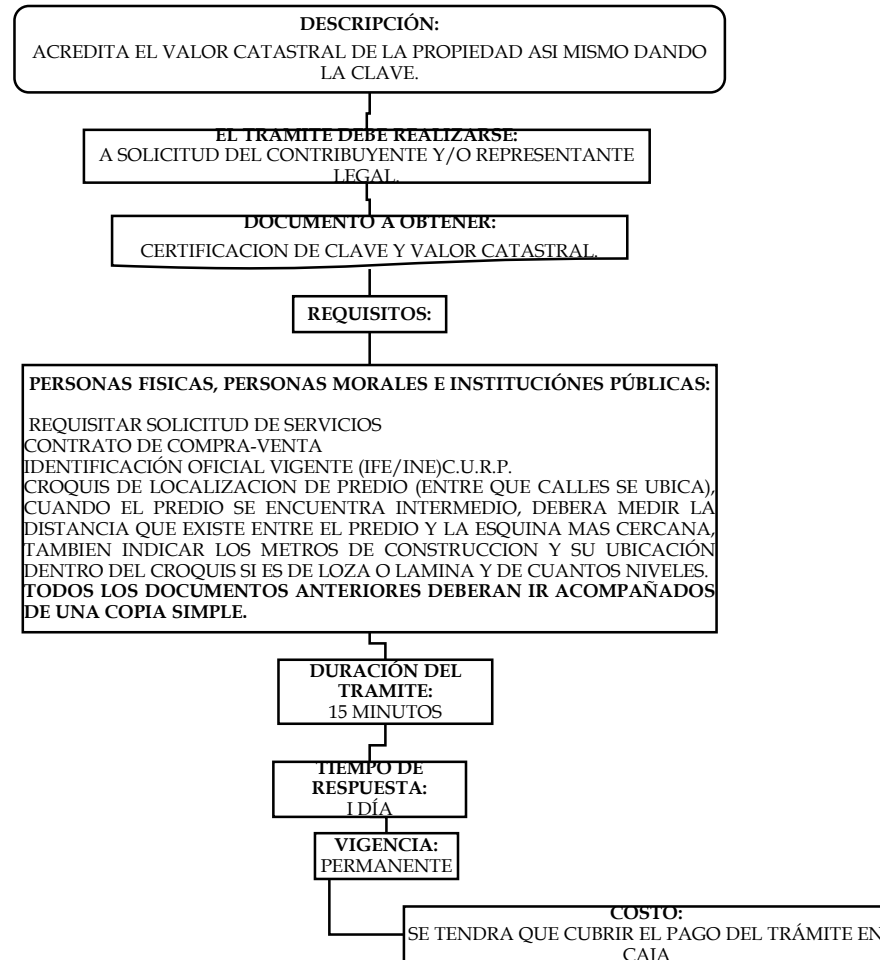 DESCRIPCIÓN:
ACREDITA EL VALOR CATASTRAL DE LA PROPIEDAD ASI MISMO DANDO
LA CLAVE.
EL TRAMITE DEBE REALIZARSE:
A SOLICITUD DEL CONTRIBUYENTE Y/O REPRESENTANTE
LEGAL.
DOCUMENTO A OBTENER:
CERTIFICACION DE CLAVE Y VALOR CATASTRAL.
REQUISITOS:
PERSONAS FISICAS, PERSONAS MORALES E INSTITUCIÓNES PÚBLICAS:
REQUISITAR SOLICITUD DE SERVICIOS
CONTRATO DE COMPRA-VENTA
IDENTIFICACIÓN OFICIAL VIGENTE (IFE/INE)C.U.R.P.
CROQUIS DE LOCALIZACION DE PREDIO (ENTRE QUE CALLES SE UBICA),
CUANDO EL PREDIO SE ENCUENTRA INTERMEDIO, DEBERA MEDIR LA
DISTANCIA QUE EXISTE ENTRE EL PREDIO Y LA ESQUINA MAS CERCANA,
TAMBIEN INDICAR LOS METROS DE CONSTRUCCION Y SU UBICACIÓN
DENTRO DEL CROQUIS SI ES DE LOZA O LAMINA Y DE CUANTOS NIVELES.
TODOS LOS DOCUMENTOS ANTERIORES DEBERAN IR ACOMPAÑADOS
DE UNA COPIA SIMPLE.
DURACIÓN DEL
TRAMITE:
15 MINUTOS
TIEMPO DE
RESPUESTA:
I DÍA
VIGENCIA:
PERMANENTE
COSTO:
SE TENDRA QUE CUBRIR EL PAGO DEL TRÁMITE EN
CAJA